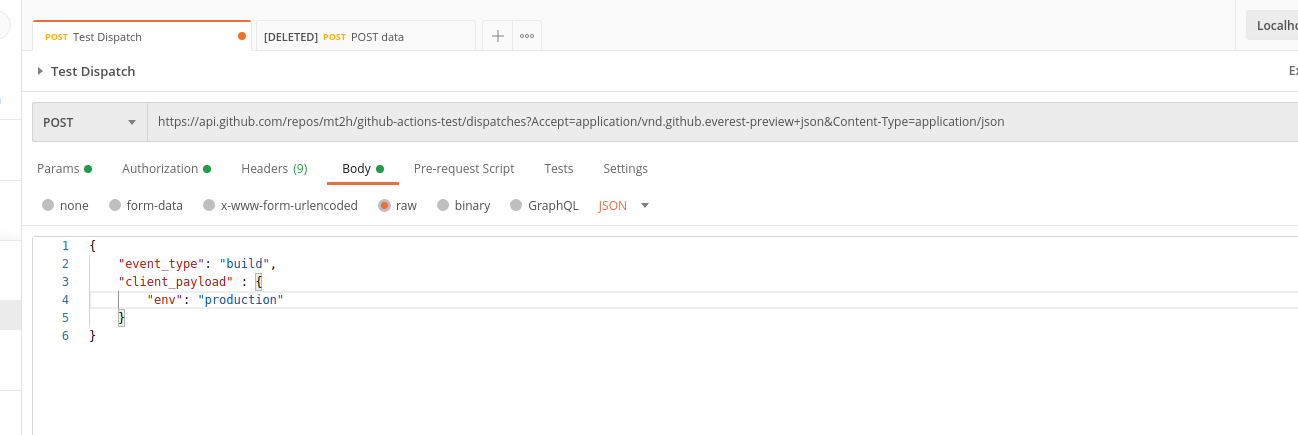 POST Test Dispatch [DELETED] POST POST data
Test Dispatch
POST https://api.github.com/repos/mt2h/github-actions-test/dispatches?Accept=application/vnd.github.everest-preview+json&Content-Type=application/json
Params Authorization Headers (9) Body Pre-request Script Tests Settings
none form-data x-www-form-urlencoded raw binary GraphQL JSON
1 {
2 "event_type": "build",
3 "client_payload" : {
4 "env": "production"
5 }
6 }